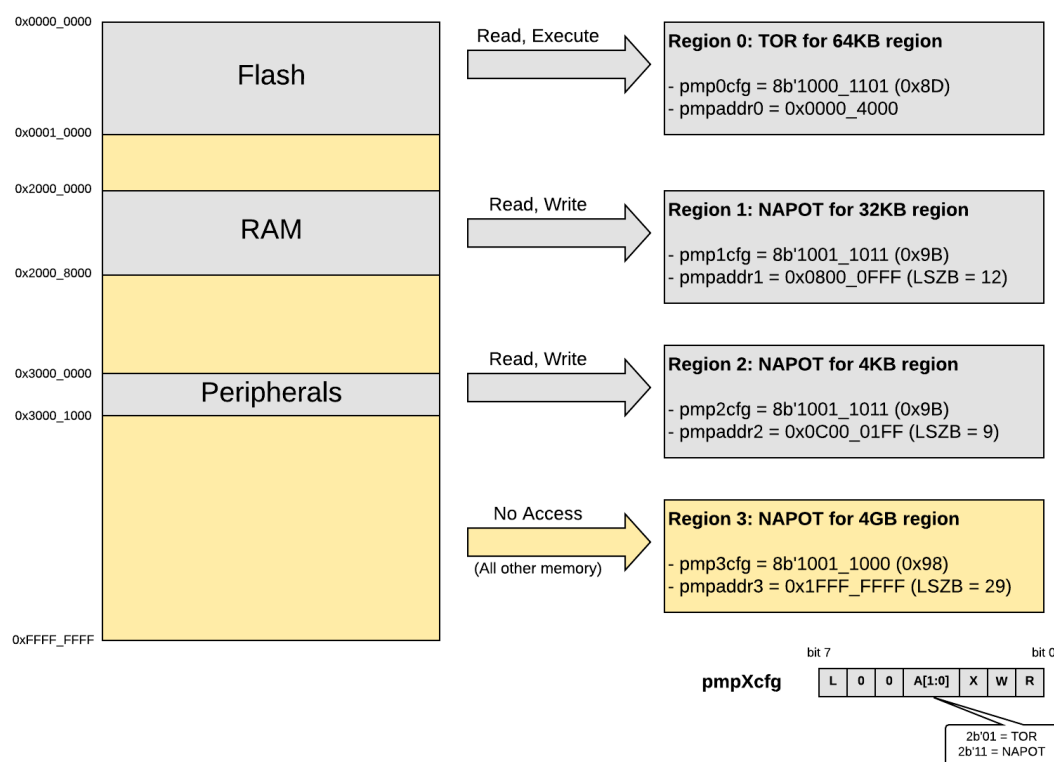 0x0000_0000
Flash
0x0001_0000
0x2000_0000
RAM
0x2000_8000
0x3000_0000
Peripherals
0x3000_1000
0xFFFF_FFFF
Read, Execute
Region 0: TOR for 64KB region
- pmp0cfg = 8b'1000_1101 (0x8D)
- pmpaddr0 = 0x0000_4000
Read, Write
Region 1: NAPOT for 32KB region
- pmp1cfg = 8b'1001_1011 (0x9B)
- pmpaddr1 = 0x0800_0FFF (LSZB = 12)
Read, Write
Region 2: NAPOT for 4KB region
- pmp2cfg = 8b'1001_1011 (0x9B)
- pmpaddr2 = 0x0C00_01FF (LSZB = 9)
No Access
(All other memory)
Region 3: NAPOT for 4GB region
- pmp3cfg = 8b'1001_1000 (0x98)
- pmpaddr3 = 0x1FFF_FFFF (LSZB = 29)
bit 7 bit 0
pmpXcfg L 0 0 A[1:0] X W R
2b'01 = TOR
2b'11 = NAPOT